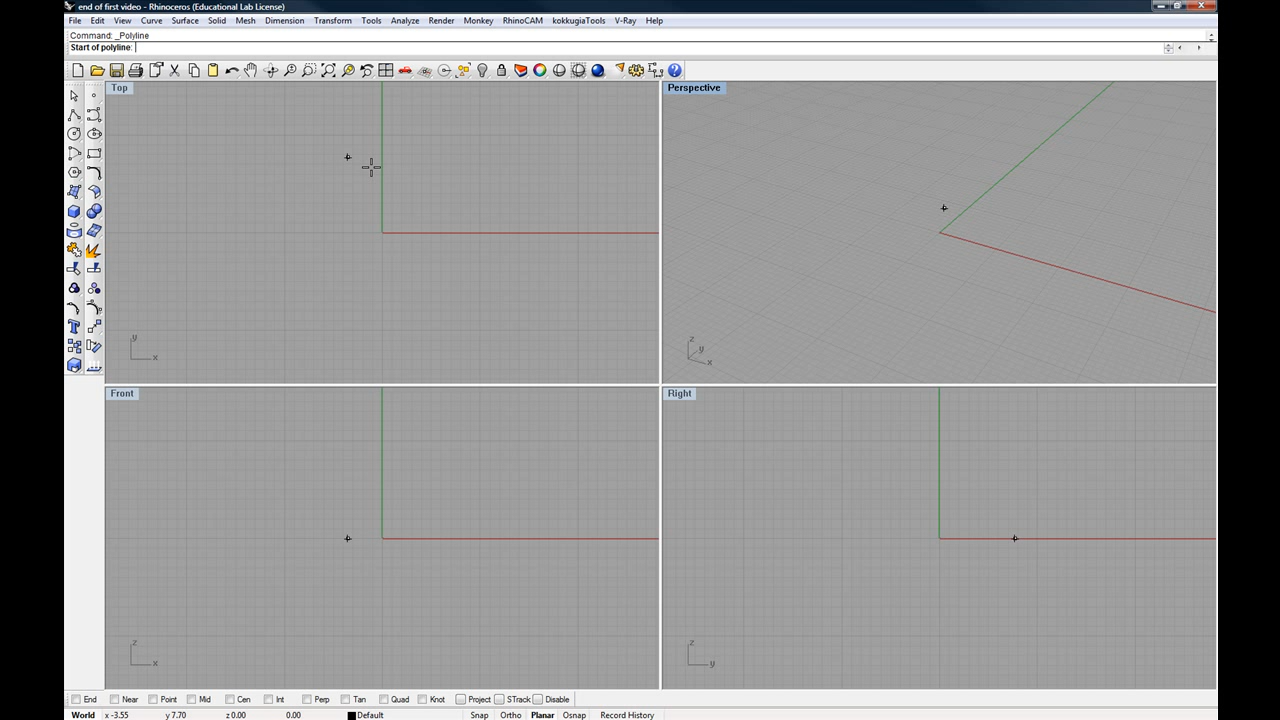 end of first video - Rhinoceros (Educational Lab License)
File Edit View Curve Surface Solid Mesh Dimension Transform Tools Analyze Render Monkey RhinoCAM kokkugiaTools V-Ray Help
Command: _Polyline
Start of polyline:
Top
Perspective
y
x
z
y
x
Front
Right
z
x
z
y
End Near Point Mid Cen Int Perp Tan Quad Knot Project STrack Disable
World x -3.55 y 7.70 z 0.00 0.00 Default Snap Ortho Planar Osnap Record History